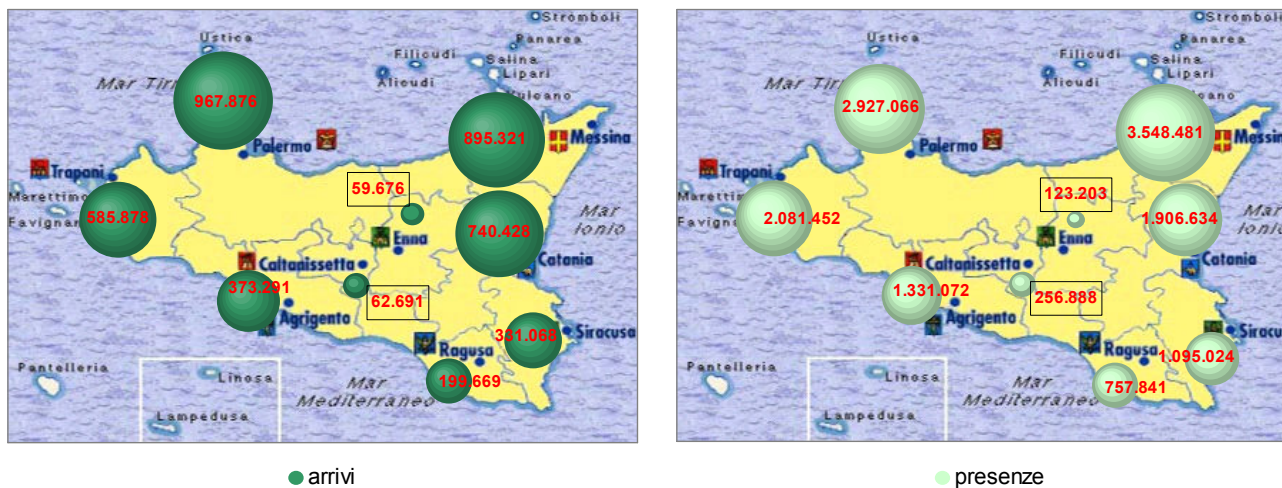 Stromboli
Panarea
Ustica
Filicudi
Salina
Alicudi
Lipari
Vulcano
Mar Tirr
967.876
895.321
Messina
Palermo
Trapani
59.676
Marettimo
Favignan
585.878
740.428
Mar
Ionio
Enna
Caltanissetta
Catania
373.291
62.691
Agrigento
331.068
Siracusa
Ragusa
199.669
Pantelleria
Linosa
Mar
Mediterraneo
Lampedusa
arrivi
Stromboli
Panarea
Ustica
Filicudi
Salina
Alicudi
Lipari
Vulcano
Mar Ti
2.927.066
3.548.481
Messin
Palermo
Trapani
123.203
Marettimo
Favignan
2.081.452
1.906.634
Mar
Ionio
Enna
Caltanissetta
Catania
1.331.072
256.888
Agrigento
Siracus
Ragusa
1.095.024
757.841
Pantelleria
Linosa
Mar
Mediterraneo
Lampedusa
presenze